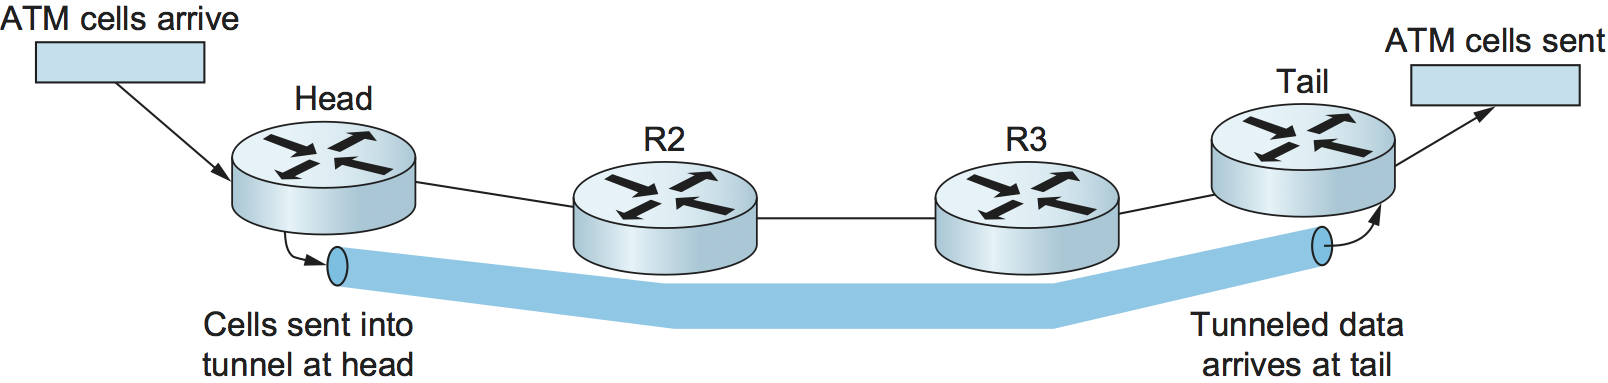 ATM cells arrive
ATM cells sent
Head
Tail
R2
R3
Cells sent into
tunnel at head
Tunneled data
arrives at tail